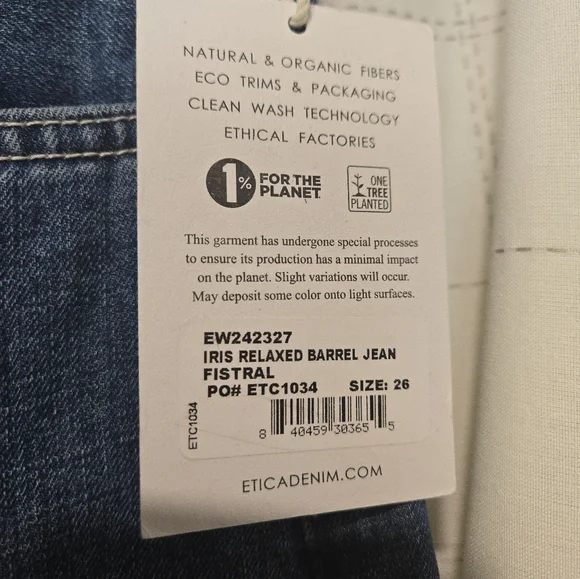 NATURAL & ORGANIC FIBERS
ECO TRIMS & PACKAGING
CLEAN WASH TECHNOLOGY
ETHICAL FACTORIES
1% FOR THE
PLANET
ONE
TREE
PLANTED
This garment has undergone special processes
to ensure its production has a minimal impact
on the planet. Slight variations will occur.
May deposit some color onto light surfaces.
EW242327
IRIS RELAXED BARREL JEAN
FISTRAL
PO# ETC1034 SIZE: 26
ETC1034
8 40459 30365 5
ETICADENIM.COM